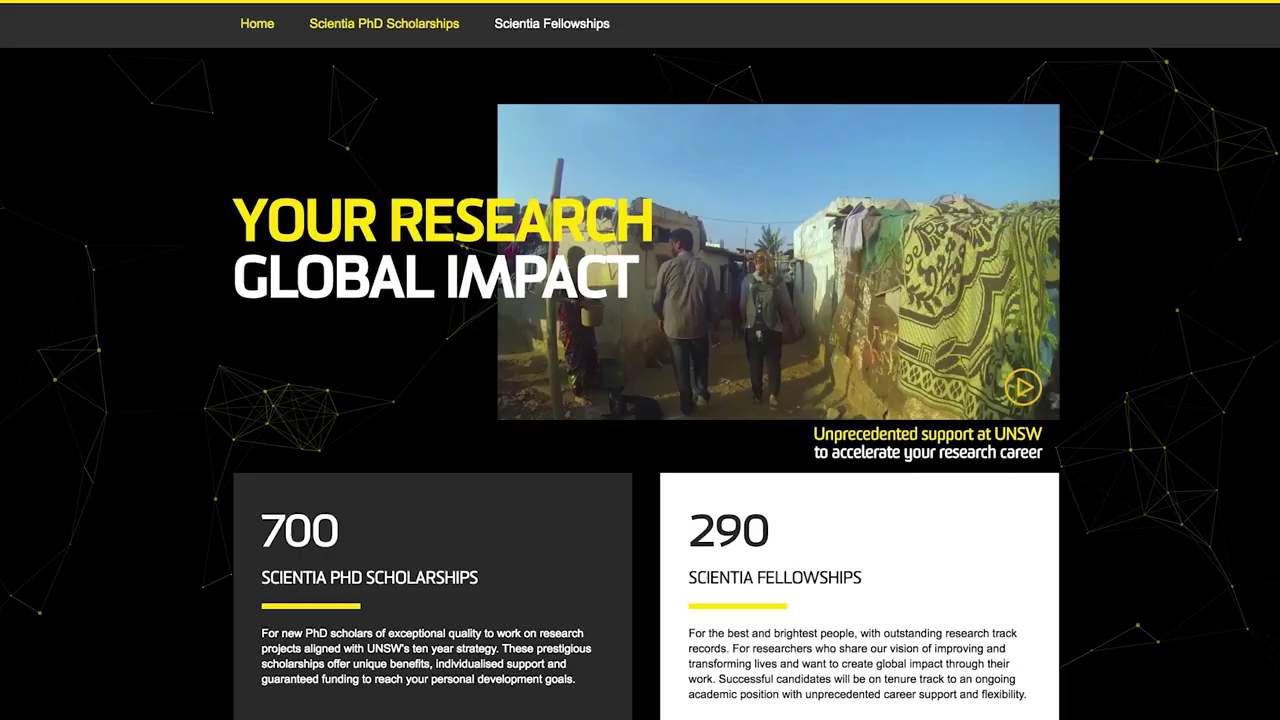 Home Scientia PhD Scholarships Scientia Fellowships
YOUR RESEARCH
GLOBAL IMPACT
Unprecedented support at UNSW
to accelerate your research career
700
SCIENTIA PHD SCHOLARSHIPS
For new PhD scholars of exceptional quality to work on research
projects aligned with UNSW's ten year strategy. These prestigious
scholarships offer unique benefits, individualised support and
guaranteed funding to reach your personal development goals.
290
SCIENTIA FELLOWSHIPS
For the best and brightest people, with outstanding research track
records. For researchers who share our vision of improving and
transforming lives and want to create global impact through their
work. Successful candidates will be on tenure track to an ongoing
academic position with unprecedented career support and flexibility.